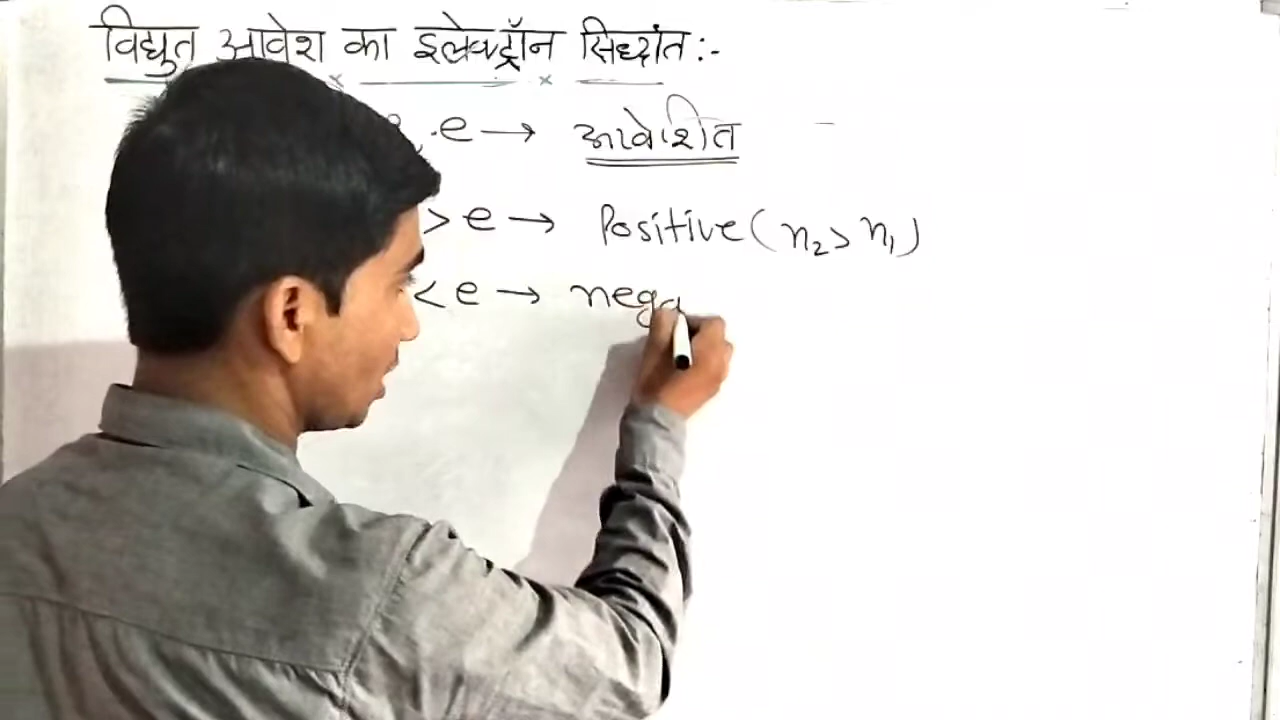 विद्युत आवेश का इलेक्ट्रॉन सिध्दांत :-
e → आवेशित
> e → Positive ( n₂ > n₁ )
< e → nega